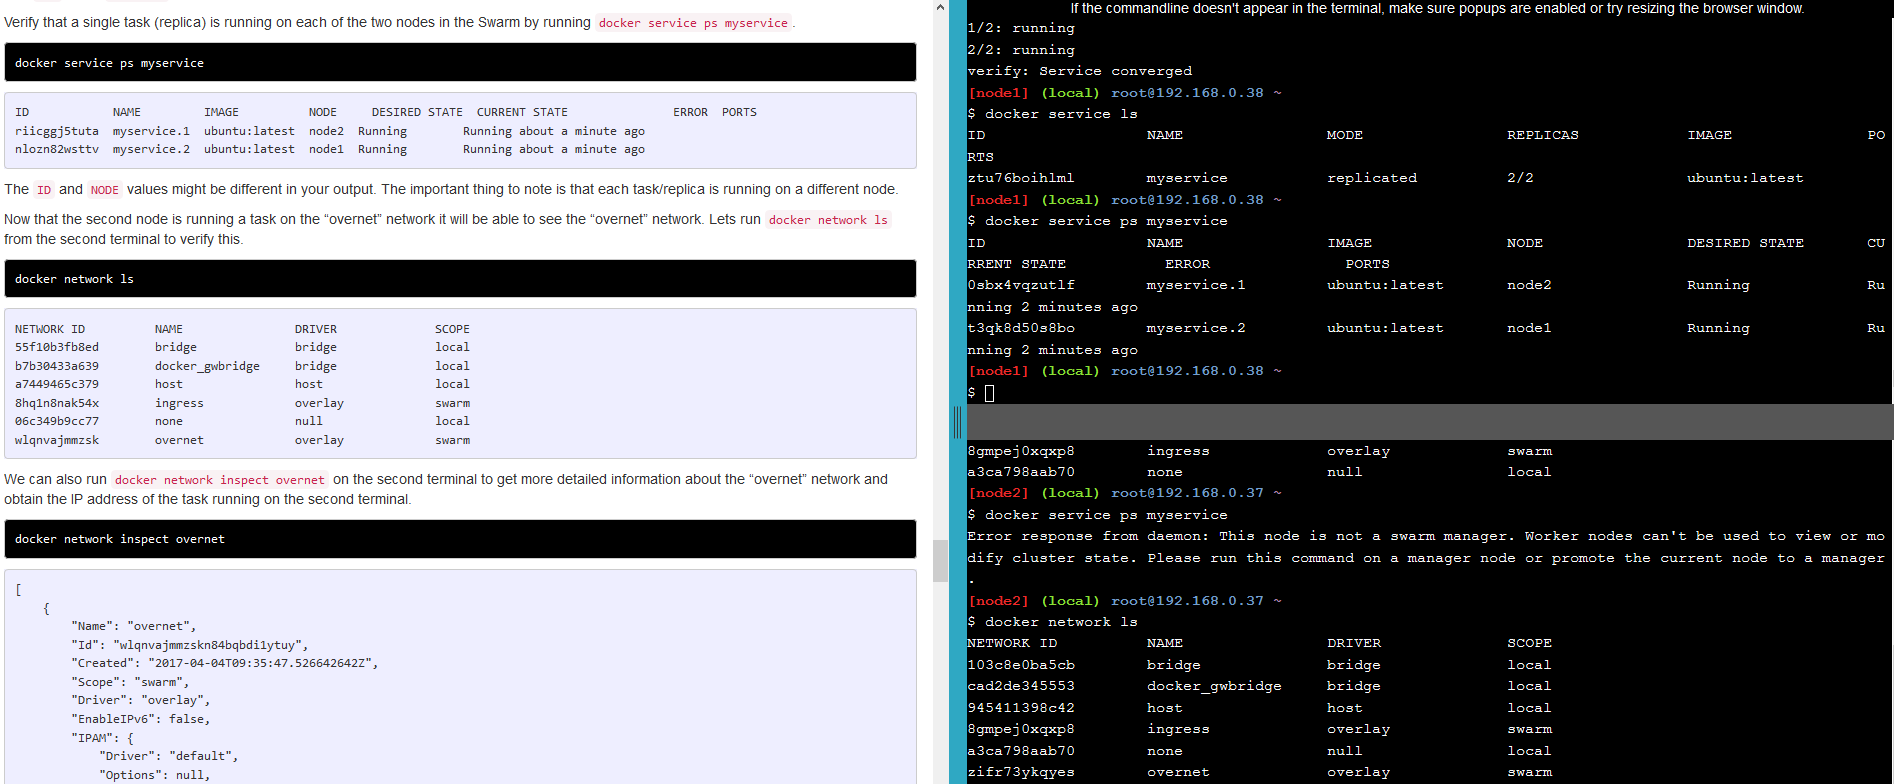 Verify that a single task (replica) is running on each of the two nodes in the Swarm by running docker service ps myservice .
docker service ps myservice
ID NAME IMAGE NODE DESIRED STATE CURRENT STATE ERROR PORTS
riicggj5tuta myservice.1 ubuntu:latest node2 Running Running about a minute ago
nlozn82wsttv myservice.2 ubuntu:latest node1 Running Running about a minute ago
The ID and NODE values might be different in your output. The important thing to note is that each task/replica is running on a different node.
Now that the second node is running a task on the “overnet” network it will be able to see the “overnet” network. Lets run docker network ls
from the second terminal to verify this.
docker network ls
NETWORK ID NAME DRIVER SCOPE
55f10b3fb8ed bridge bridge local
b7b30433a639 docker_gwbridge bridge local
a7449465c379 host host local
8hq1n8nak54x ingress overlay swarm
06c349b9cc77 none null local
wlqnvajmmzsk overnet overlay swarm
We can also run docker network inspect overnet on the second terminal to get more detailed information about the “overnet” network and
obtain the IP address of the task running on the second terminal.
docker network inspect overnet
[
{
"Name": "overnet",
"Id": "wlqnvajmmzskn84bqbdi1ytuy",
"Created": "2017-04-04T09:35:47.526642642Z",
"Scope": "swarm",
"Driver": "overlay",
"EnableIPv6": false,
"IPAM": {
"Driver": "default",
"Options": null,
If the commandline doesn't appear in the terminal, make sure popups are enabled or try resizing the browser window.
1/2: running
2/2: running
verify: Service converged
[node1] (local) root@192.168.0.38 ~
$ docker service ls
ID NAME MODE REPLICAS IMAGE PO
RTS
ztu76boihlml myservice replicated 2/2 ubuntu:latest
[node1] (local) root@192.168.0.38 ~
$ docker service ps myservice
ID NAME IMAGE NODE DESIRED STATE CU
RRENT STATE ERROR PORTS
0sbx4vqzutlf myservice.1 ubuntu:latest node2 Running Ru
nning 2 minutes ago
t3qk8d50s8bo myservice.2 ubuntu:latest node1 Running Ru
nning 2 minutes ago
[node1] (local) root@192.168.0.38 ~
$
8gmpej0xqxp8 ingress overlay swarm
a3ca798aab70 none null local
[node2] (local) root@192.168.0.37 ~
$ docker service ps myservice
Error response from daemon: This node is not a swarm manager. Worker nodes can't be used to view or mo
dify cluster state. Please run this command on a manager node or promote the current node to a manager
.
[node2] (local) root@192.168.0.37 ~
$ docker network ls
NETWORK ID NAME DRIVER SCOPE
103c8e0ba5cb bridge bridge local
cad2de345553 docker_gwbridge bridge local
945411398c42 host host local
8gmpej0xqxp8 ingress overlay swarm
a3ca798aab70 none null local
zifr73ykqyes overnet overlay swarm